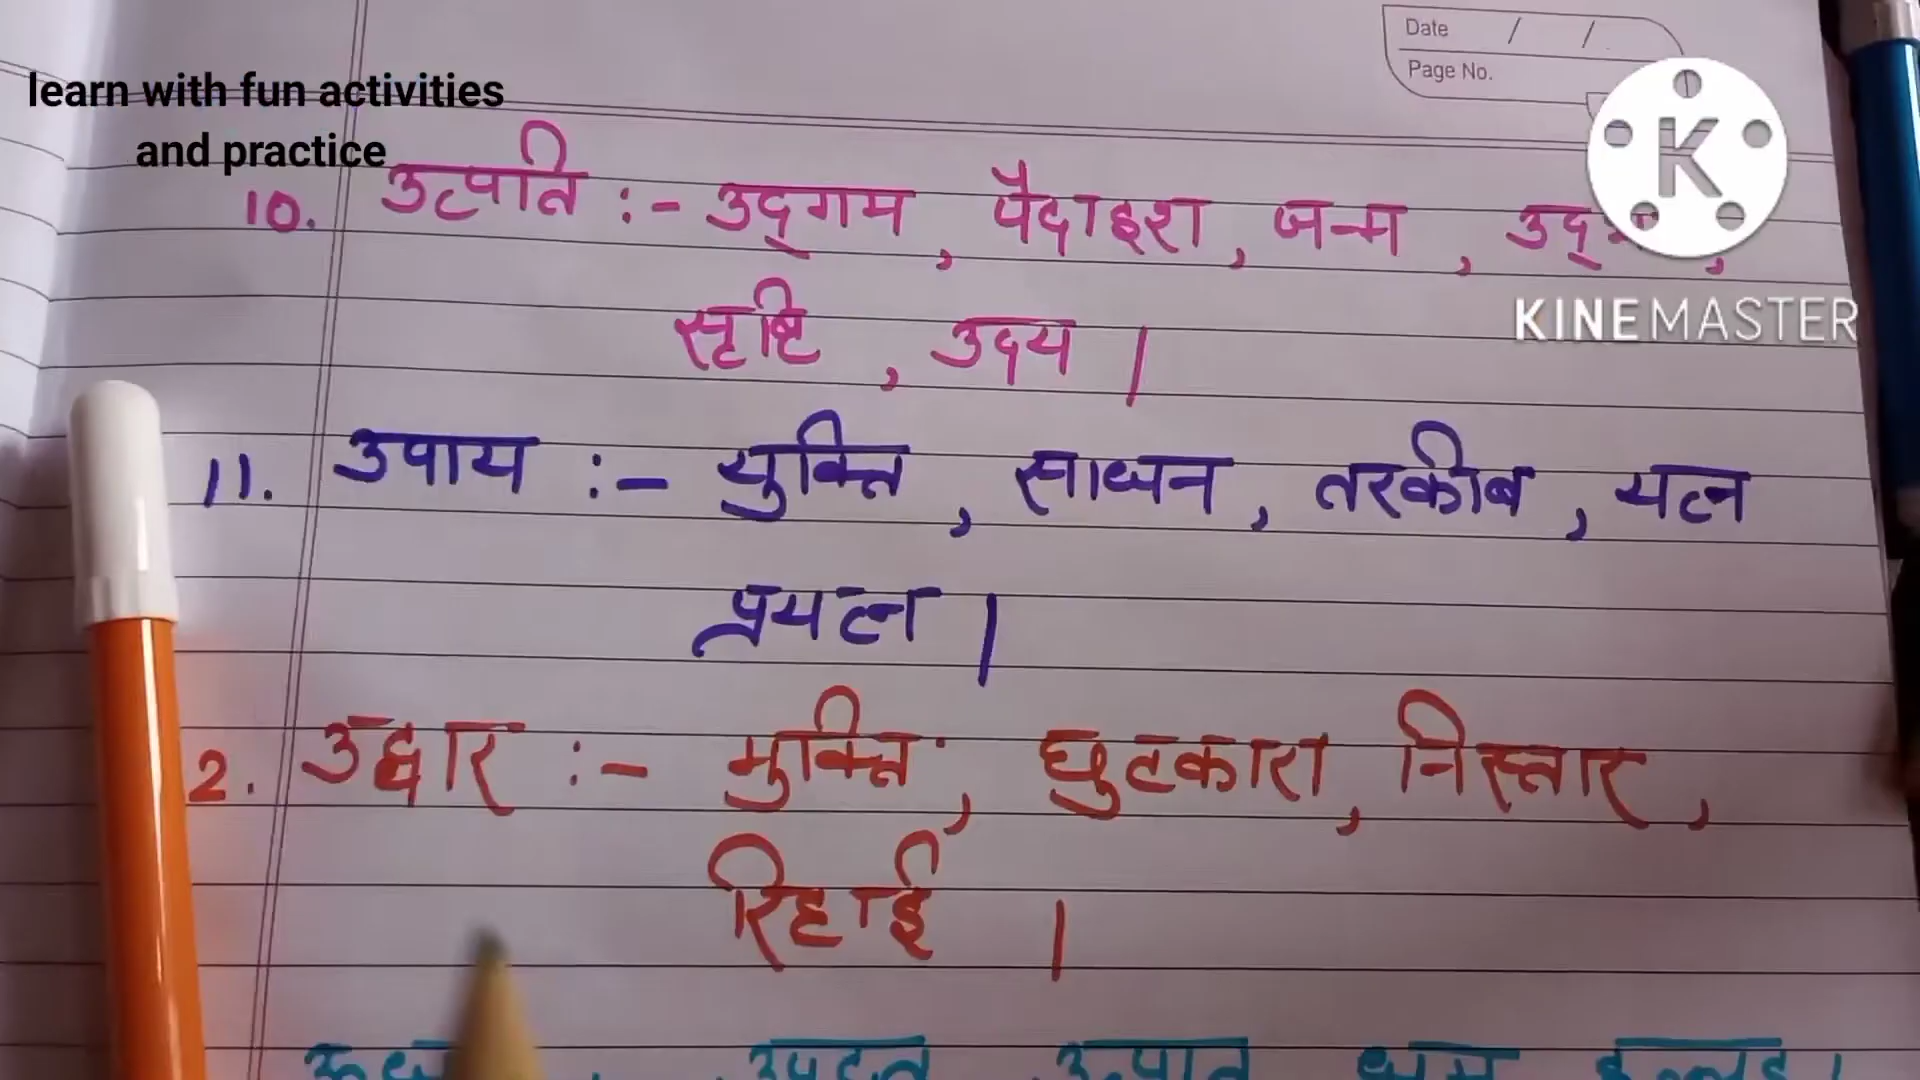 Date / /
Page No.
learn with fun activities
and practice
10. उत्पति :- उद्गम , पैदाइश , जन्म ,
सृष्टि , उदय |
KINEMASTER
11. उपाय :- युक्ति , साधन , तरकीब , यत्न
प्रयत्न |
2. उद्धार :- मुक्ति , छुटकारा , निस्तार ,
रिहाई |